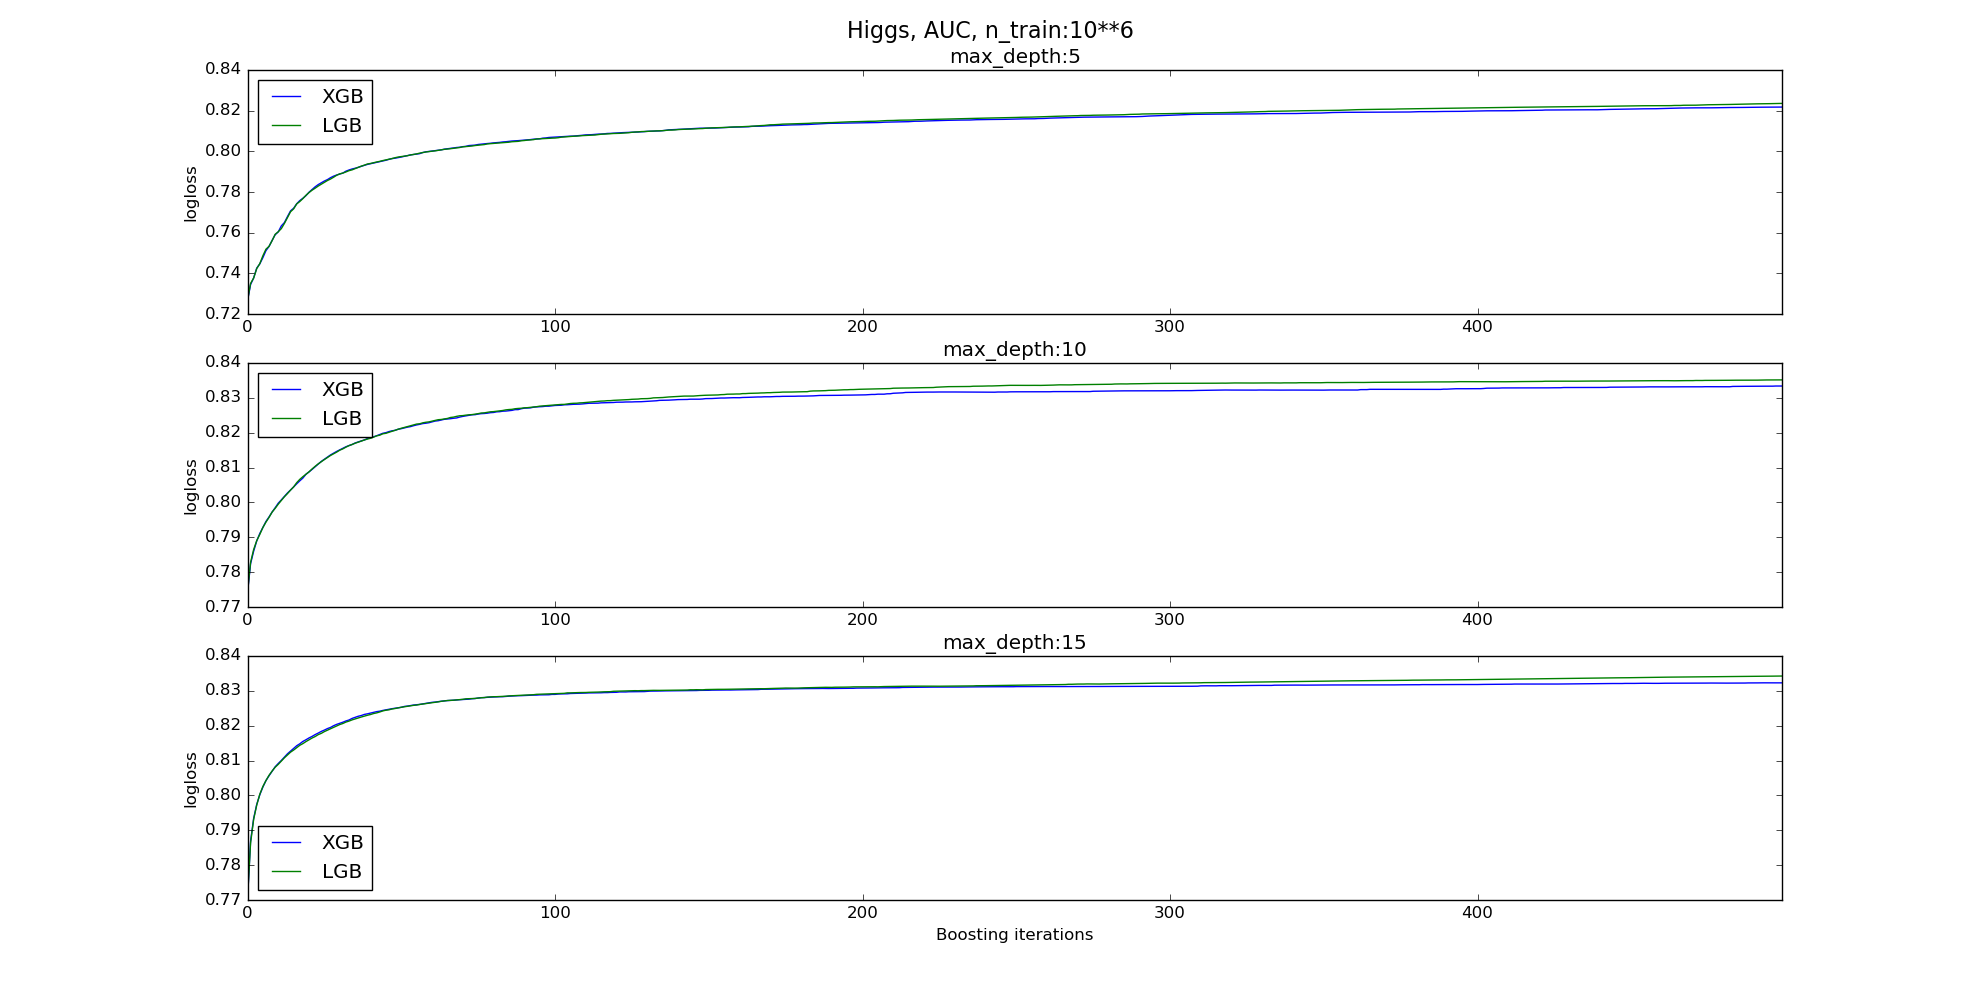 Higgs, AUC, n_train:10**6
max_depth:5
0.84
0.82
0.80
0.78
0.76
0.74
0.72
logloss
XGB
LGB
0 100 200 300 400
max_depth:10
0.84
0.83
0.82
0.81
0.80
0.79
0.78
0.77
logloss
XGB
LGB
0 100 200 300 400
max_depth:15
0.84
0.83
0.82
0.81
0.80
0.79
0.78
0.77
logloss
XGB
LGB
0 100 200 300 400
Boosting iterations